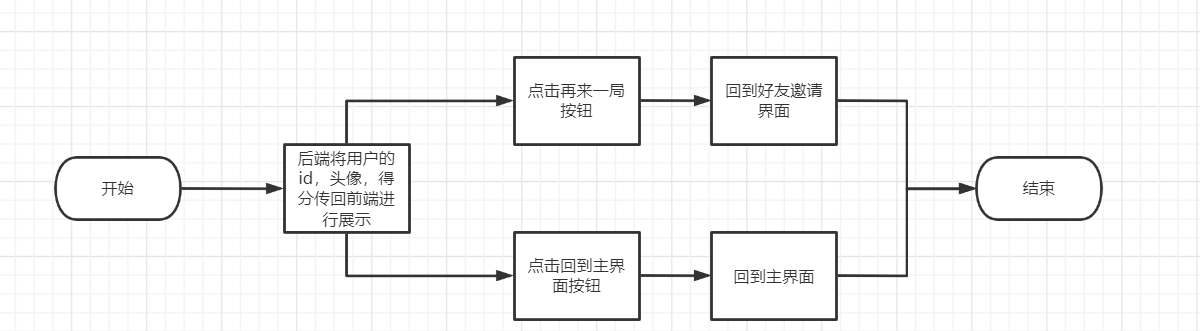 开始
后端将用户的
id，头像，得
分传回前端进
行展示
点击再来一局
按钮
回到好友邀请
界面
点击回到主界
面按钮
回到主界面
结束